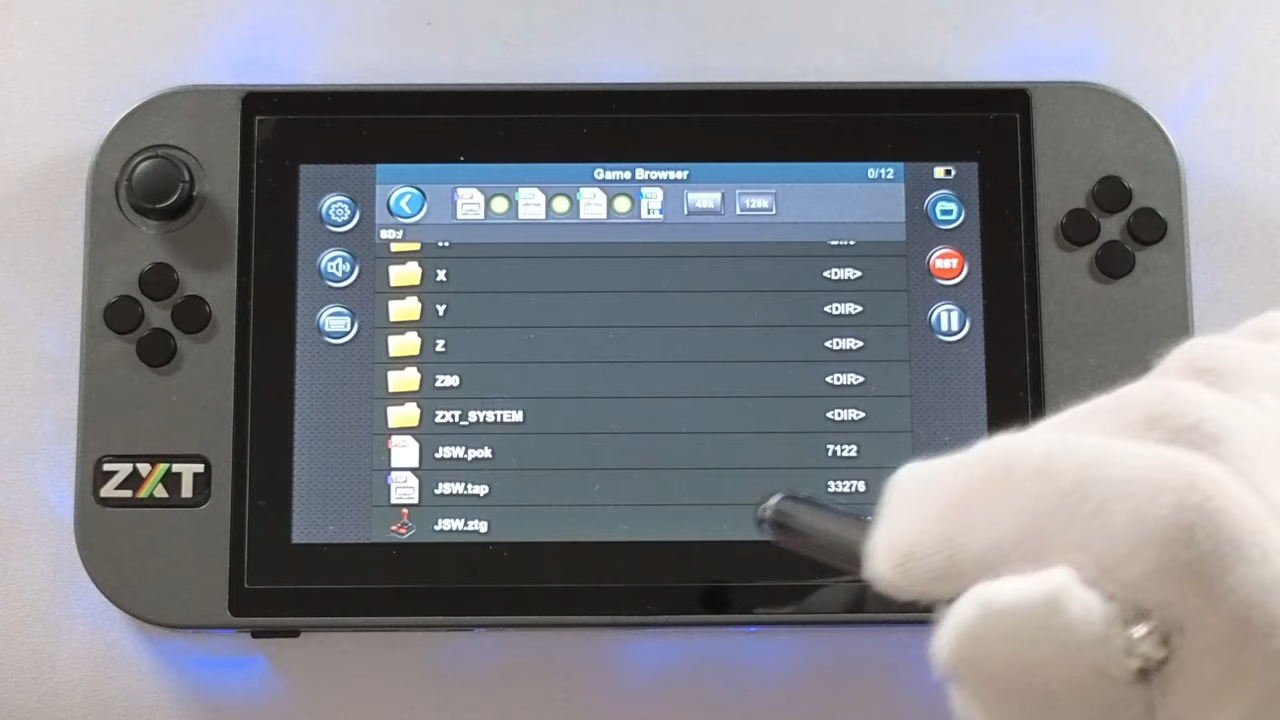 Game Browser 0/12
48k 128k
SD:/
X <DIR>
Y <DIR>
Z <DIR>
Z80 <DIR>
ZXT_SYSTEM <DIR>
JSW.pok 7122
JSW.tap 33276
JSW.ztg
RST
ZXT